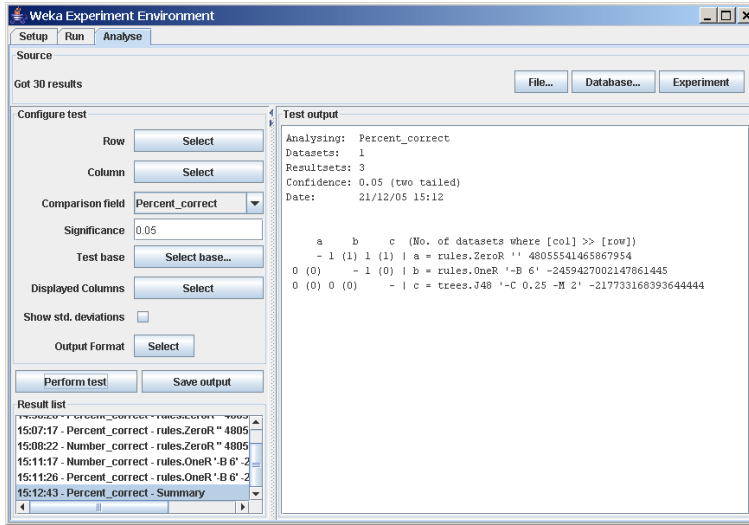 Weka Experiment Environment
Setup Run Analyse
Source
Got 30 results
File... Database... Experiment
Configure test
Row Select
Column Select
Comparison field Percent_correct
Significance 0.05
Test base Select base...
Displayed Columns Select
Show std. deviations
Output Format Select
Perform test Save output
Result list
15:07:17 - Percent_correct - rules.ZeroR '' 4805
15:08:22 - Number_correct - rules.ZeroR '' 4805
15:11:17 - Number_correct - rules.OneR '-B 6' -2
15:11:26 - Percent_correct - rules.OneR '-B 6' -2
15:12:43 - Percent_correct - Summary
Test output
Analysing: Percent_correct
Datasets: 1
Resultsets: 3
Confidence: 0.05 (two tailed)
Date: 21/12/05 15:12
a b c (No. of datasets where [col] >> [row])
- 1 (1) 1 (1) | a = rules.ZeroR '' 48055541465867954
0 (0) - 1 (0) | b = rules.OneR '-B 6' -2459427002147861445
0 (0) 0 (0) - | c = trees.J48 '-C 0.25 -M 2' -217733168393644444